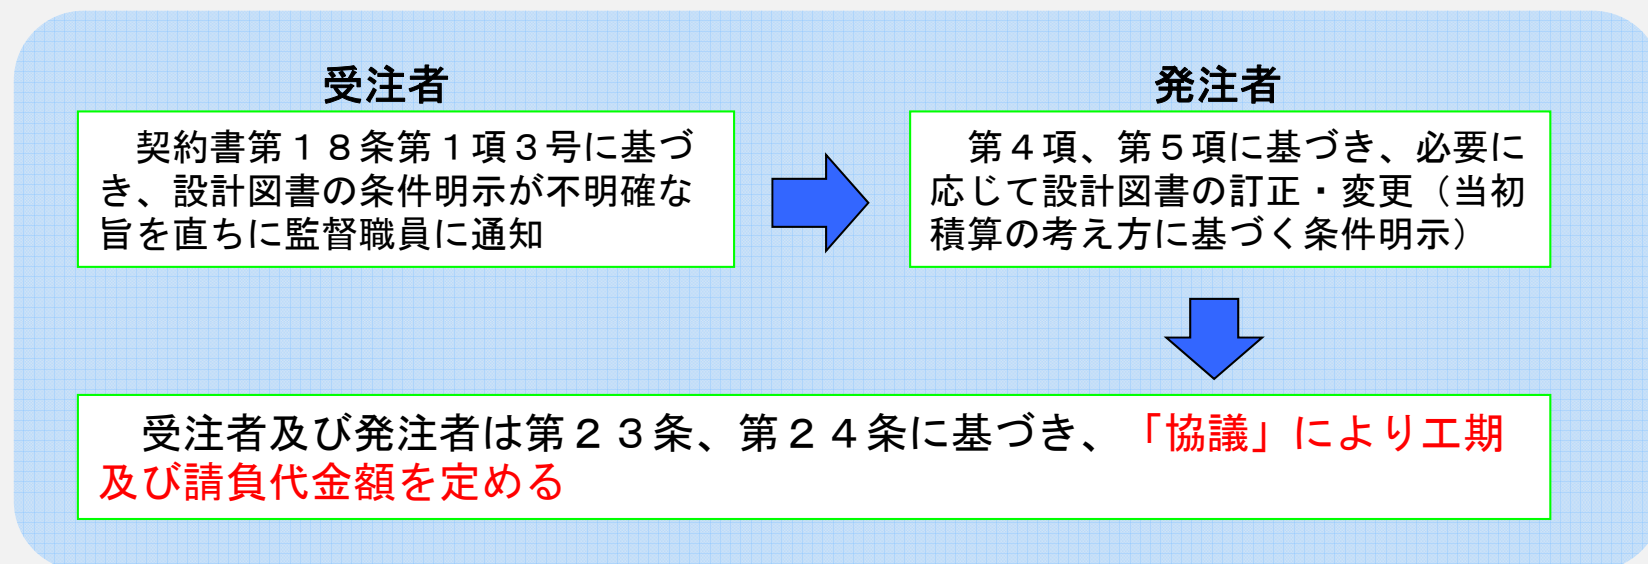 受注者
契約書第１８条第１項３号に基づ
き、設計図書の条件明示が不明確な
旨を直ちに監督職員に通知
発注者
第４項、第５項に基づき、必要に
応じて設計図書の訂正・変更（当初
積算の考え方に基づく条件明示）
受注者及び発注者は第２３条、第２４条に基づき、「協議」により工期
及び請負代金額を定める